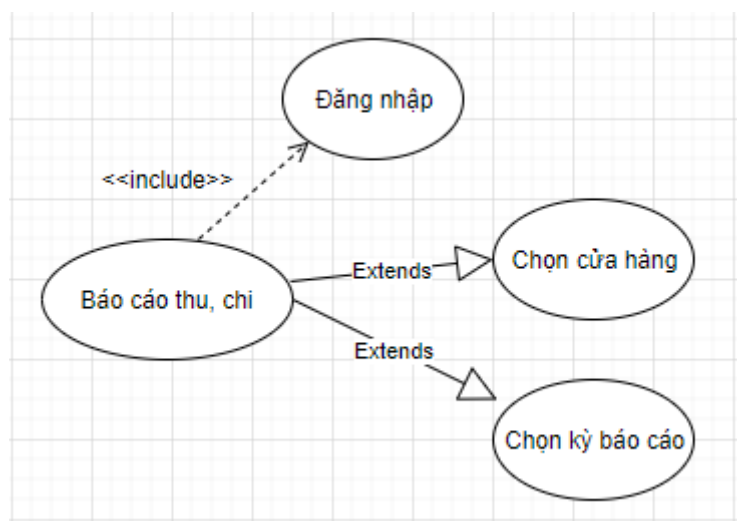 Đăng nhập
<<include>>
Chọn cửa hàng
Extends
Báo cáo thu, chi
Extends
Chọn kỳ báo cáo